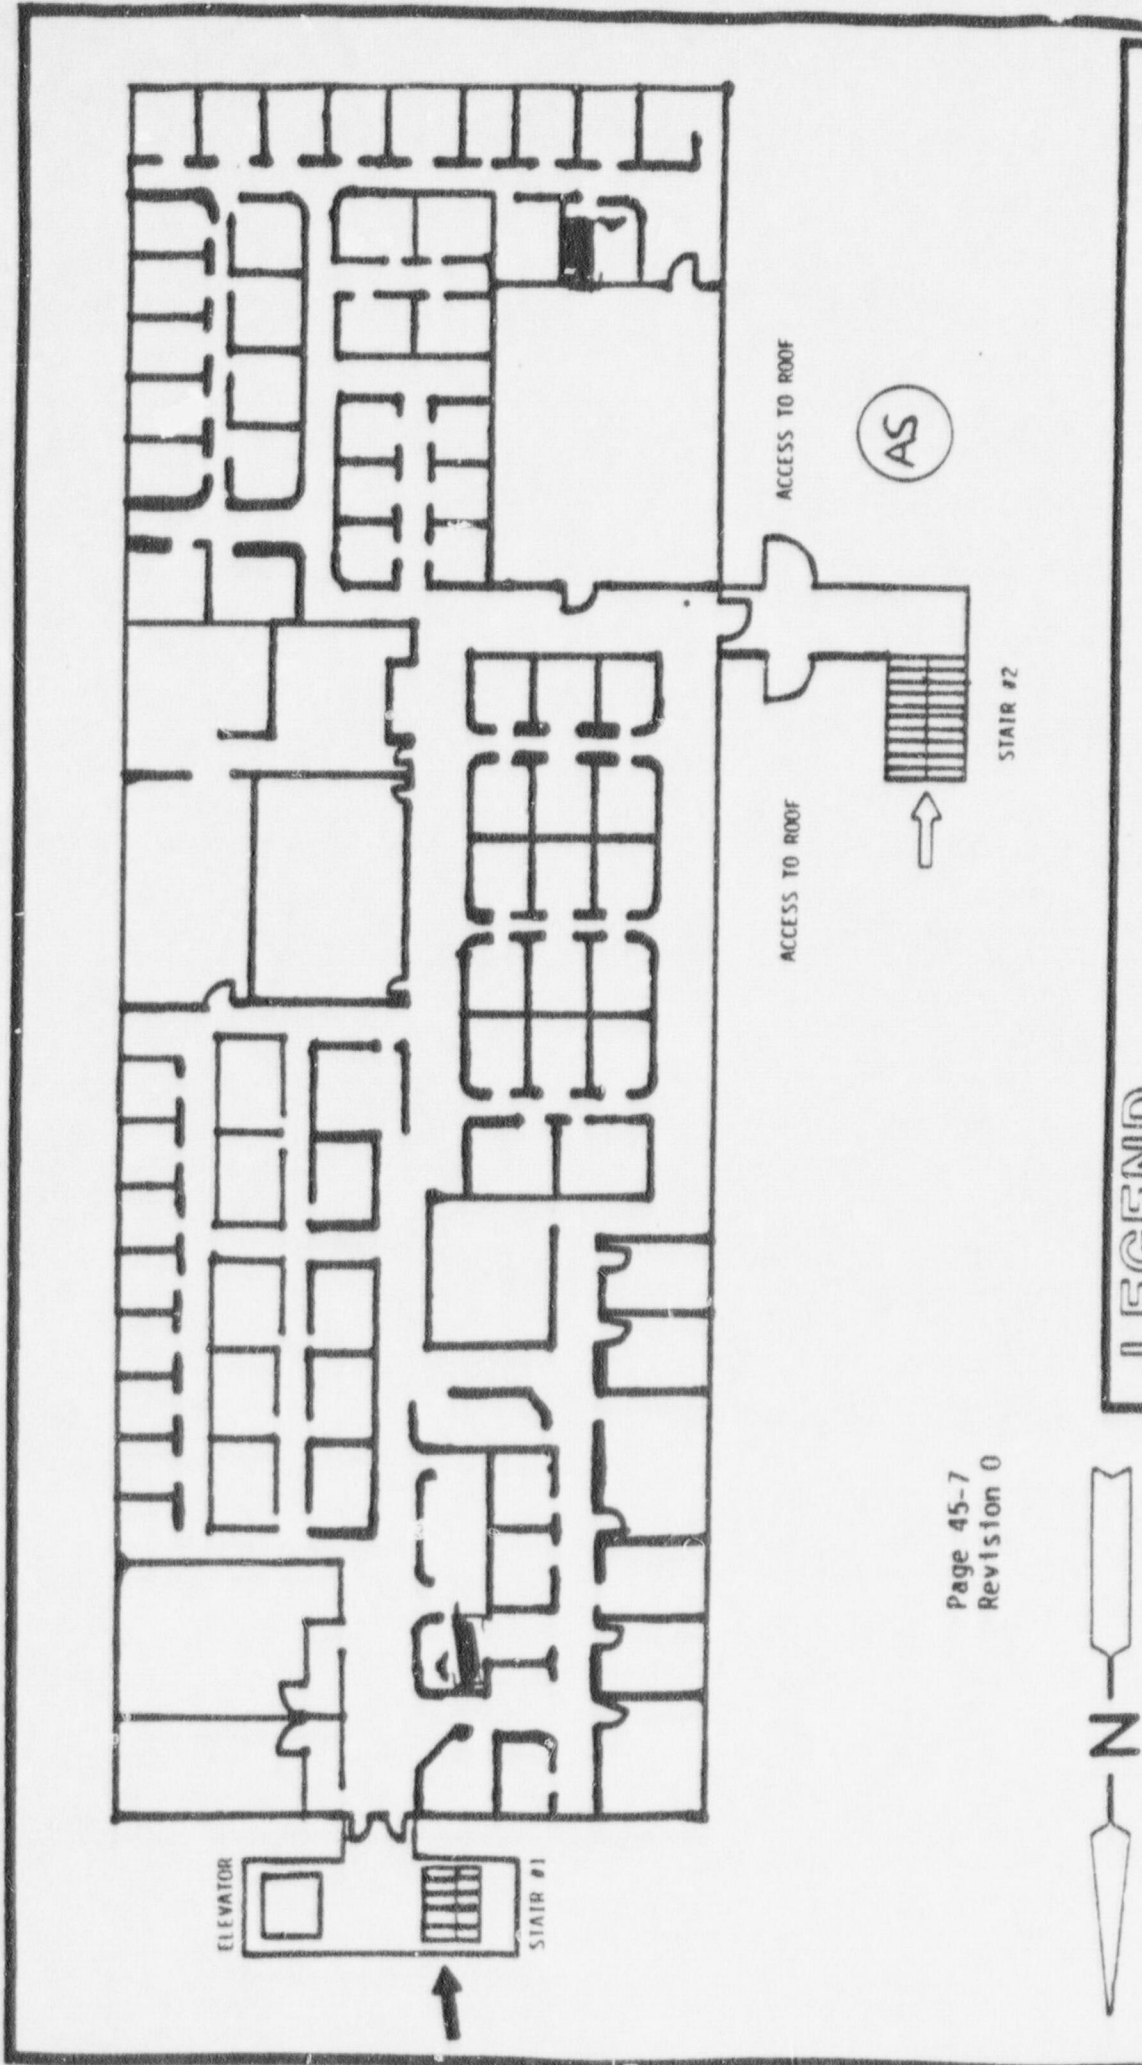 ELEVATOR
STAIR #1
ACCESS TO ROOF
STAIR #2
ACCESS TO ROOF
AS
Page 45-7
Revision 0
N
LEGEND